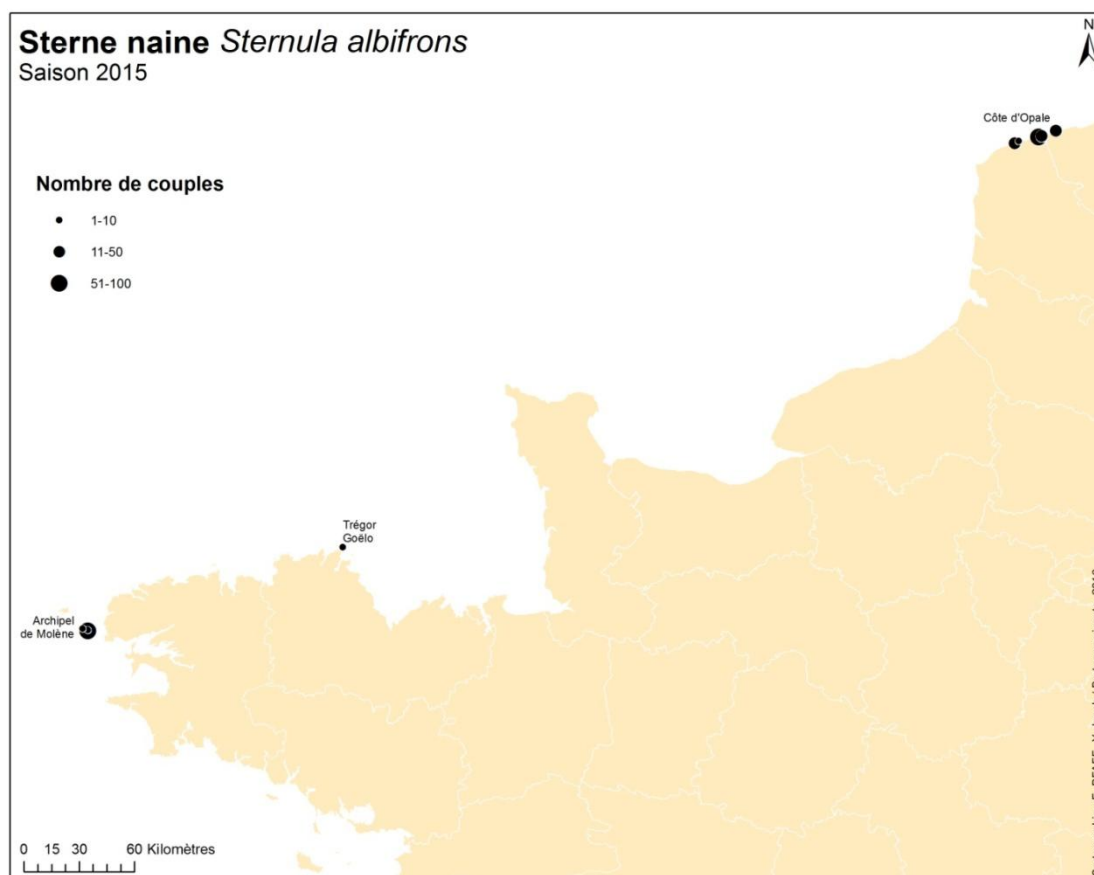 Sterne naine Sternula albifrons
Saison 2015
N
Côte d'Opale
Nombre de couples
1-10
11-50
51-100
Trégor
Goëlo
Archipel
de Molène
0 15 30 60 Kilomètres